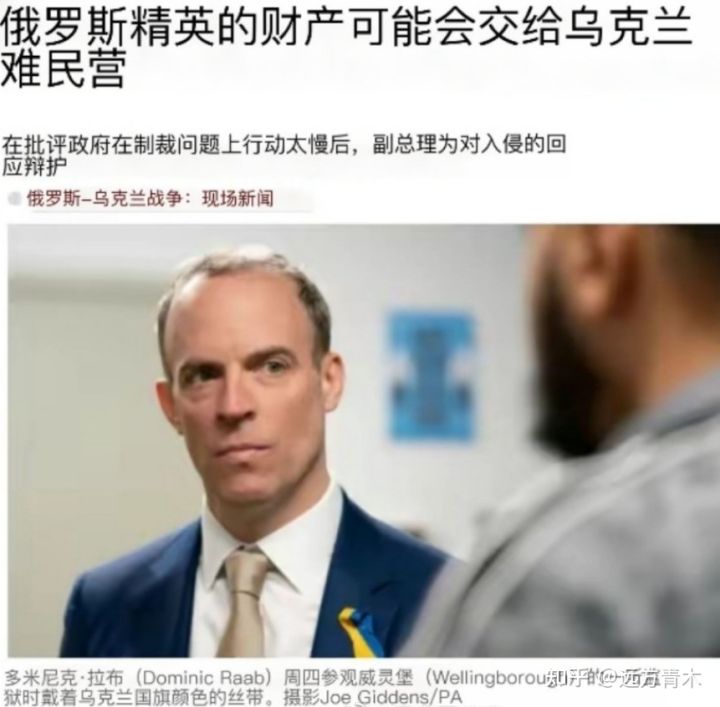 俄罗斯精英的财产可能会交给乌克兰
难民营
在批评政府在制裁问题上行动太慢后，副总理为对入侵的回
应辩护
俄罗斯-乌克兰战争：现场新闻
多米尼克·拉布（Dominic Raab）周四参观威灵堡（Wellingborough）的一所监
狱时戴着乌克兰国旗颜色的丝带。摄影Joe Giddens/PA
知乎 @远方青木